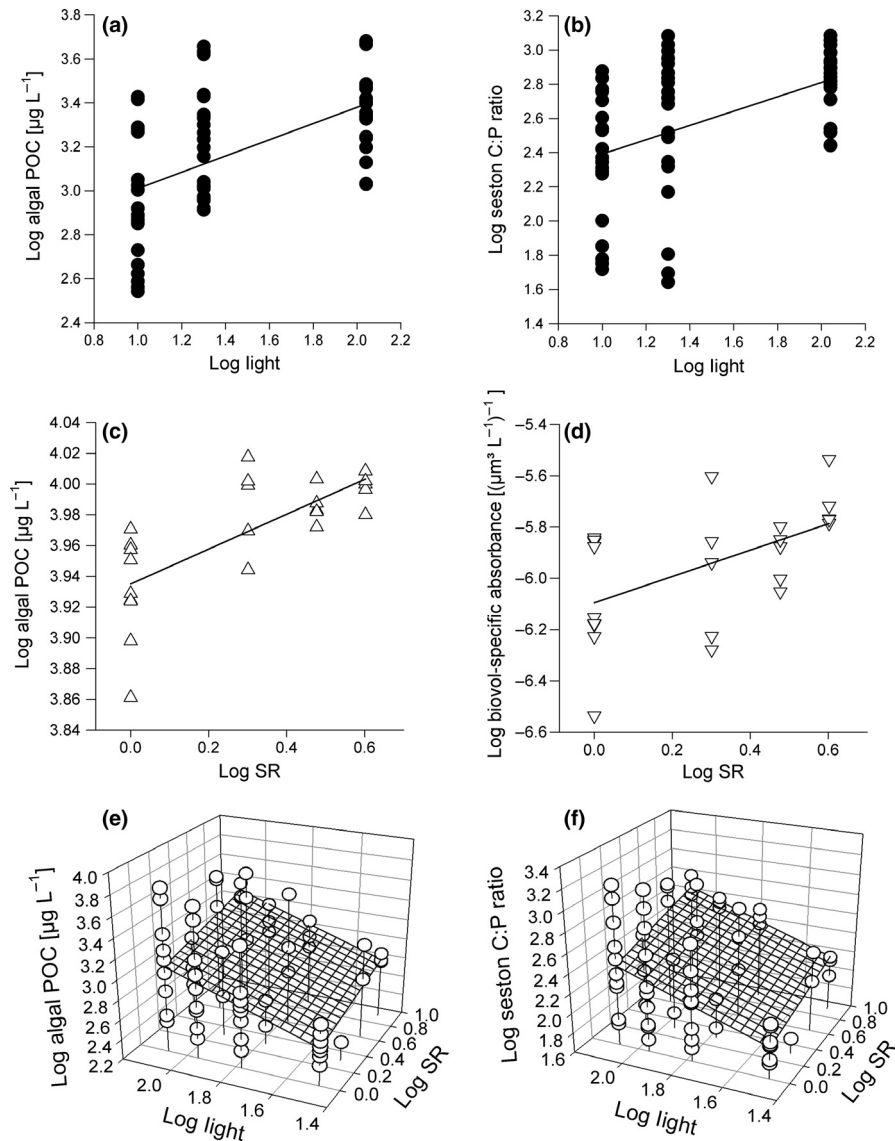 (a)
Log algal POC [µg L⁻¹]
3.8
3.6
3.4
3.2
3.0
2.8
2.6
2.4
0.8 1.0 1.2 1.4 1.6 1.8 2.0 2.2
Log light
(b)
Log seston C:P ratio
3.2
3.0
2.8
2.6
2.4
2.2
2.0
1.8
1.6
1.4
0.8 1.0 1.2 1.4 1.6 1.8 2.0 2.2
Log light
(c)
Log algal POC [µg L⁻¹]
4.04
4.02
4.00
3.98
3.96
3.94
3.92
3.90
3.88
3.86
3.84
0.0 0.2 0.4 0.6
Log SR
(d)
Log biovol-specific absorbance [(µm³ L⁻¹)⁻¹]
−5.4
−5.6
−5.8
−6.0
−6.2
−6.4
−6.6
0.0 0.2 0.4 0.6
Log SR
(e)
Log algal POC [µg L⁻¹]
4.0
3.8
3.6
3.4
3.2
3.0
2.8
2.6
2.4
2.2
2.0 1.8 1.6 1.4
Log light
0.0 0.2 0.4 0.6 0.8 1.0
Log SR
(f)
Log seston C:P ratio
3.4
3.2
3.0
2.8
2.6
2.4
2.2
2.0
1.8
1.6
2.0 1.8 1.6 1.4
Log light
0.0 0.2 0.4 0.6 0.8 1.0
Log SR